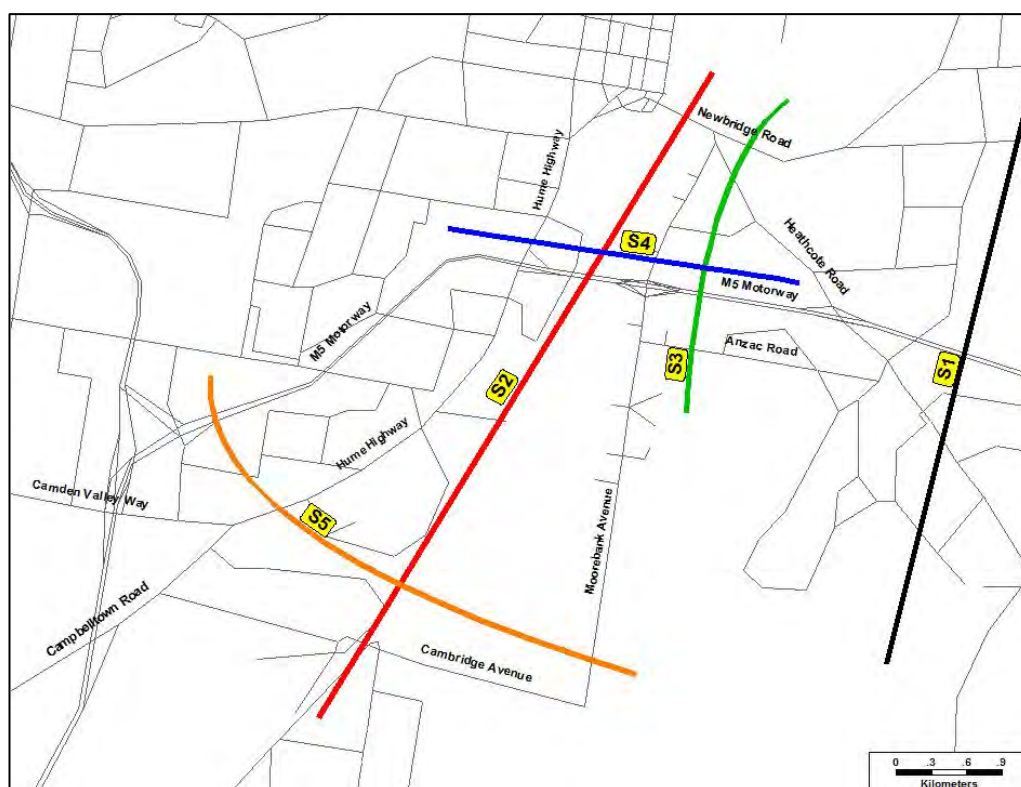 Newbridge Road
Hume Highway
S4
Heathcote Road
M5 Motorway
M5 Motorway
Anzac Road
S3
S1
S2
Hume Highway
Camden Valley Way
S5
Moorebank Avenue
Campbelltown Road
Cambridge Avenue
0 .3 .6 .9
Kilometers